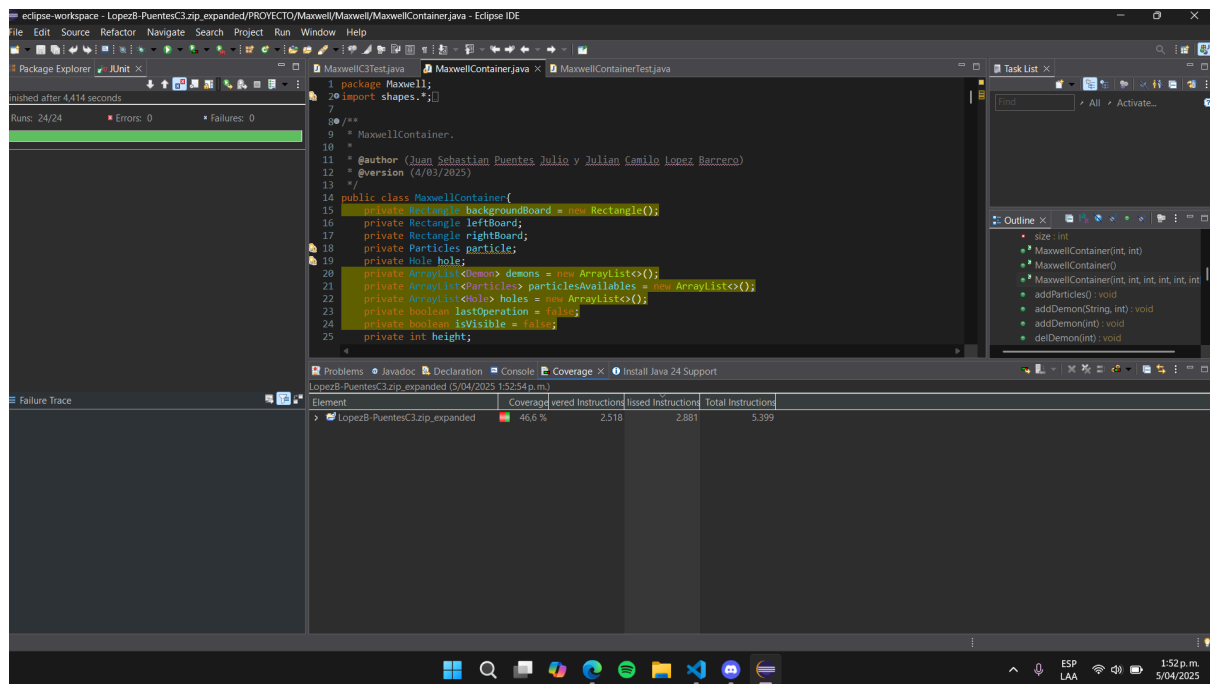 eclipse-workspace - LopezB-PuentesC3.zip_expanded/PROYECTO/Maxwell/Maxwell/MaxwellContainer.java - Eclipse IDE
File Edit Source Refactor Navigate Search Project Run Window Help
Package Explorer JUnit
MaxwellC3Test.java MaxwellContainer.java MaxwellContainerTest.java
Task List
inished after 4,414 seconds
Runs: 24/24 Errors: 0 Failures: 0
Find All Activate...
1 package Maxwell;
2 import shapes.*;
7
8 /**
9 * MaxwellContainer.
10 *
11 * @author (Juan Sebastian Puentes Julio y Julian Camilo Lopez Barrero)
12 * @version (4/03/2025)
13 */
14 public class MaxwellContainer{
15 private Rectangle backgroundBoard = new Rectangle();
16 private Rectangle leftBoard;
17 private Rectangle rightBoard;
18 private Particles particle;
19 private Hole hole;
20 private ArrayList<Demon> demons = new ArrayList<>();
21 private ArrayList<Particles> particlesAvailables = new ArrayList<>();
22 private ArrayList<Hole> holes = new ArrayList<>();
23 private boolean lastOperation = false;
24 private boolean isVisible = false;
25 private int height;
Outline
size : int
MaxwellContainer(int, int)
MaxwellContainer()
MaxwellContainer(int, int, int, int, int, int, int
addParticles() : void
addDemon(String, int) : void
addDemon(int) : void
delDemon(int) : void
Problems Javadoc Declaration Console Coverage Install Java 24 Support
LopezB-PuentesC3.zip_expanded (5/04/2025 1:52:54 p. m.)
Failure Trace
Element Coverage vered Instructions lissed Instructions Total Instructions
LopezB-PuentesC3.zip_expanded 46,6 % 2.518 2.881 5.399
ESP
LAA
1:52 p. m.
5/04/2025